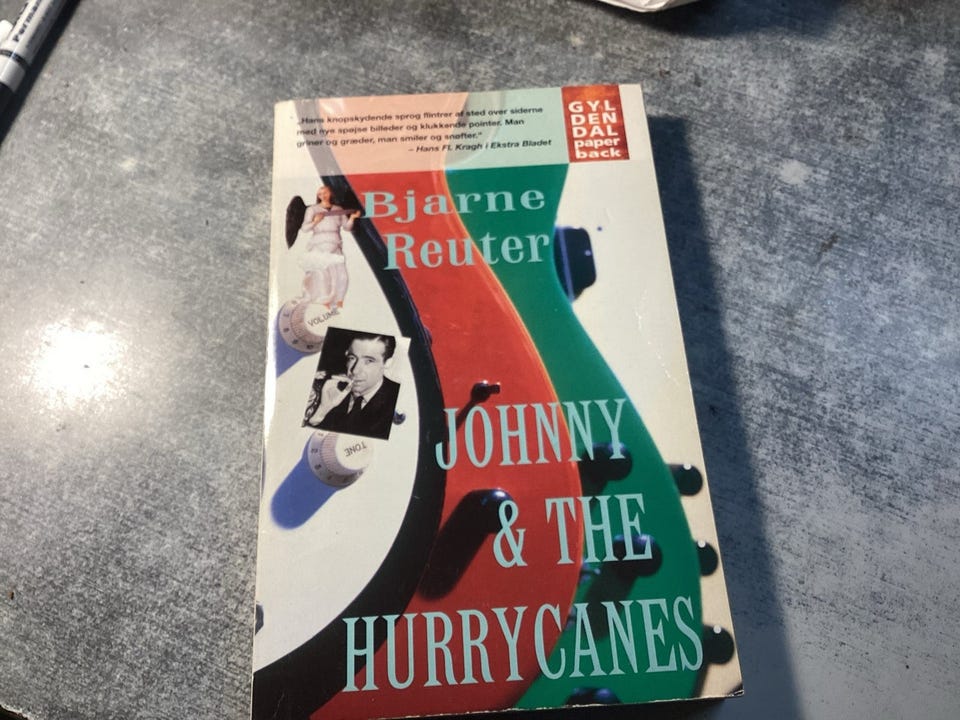 „Hans knopskydende sprog flintrer af sted over siderne
med nye spøjse billeder og klukkende pointer. Man
griner og græder, man smiler og snøfter."
– Hans Fl. Kragh i Ekstra Bladet
GYL
DEN
DAL
paper
back
Bjarne
Reuter
VOLUME
TONE
JOHNNY
& THE
HURRYCANES